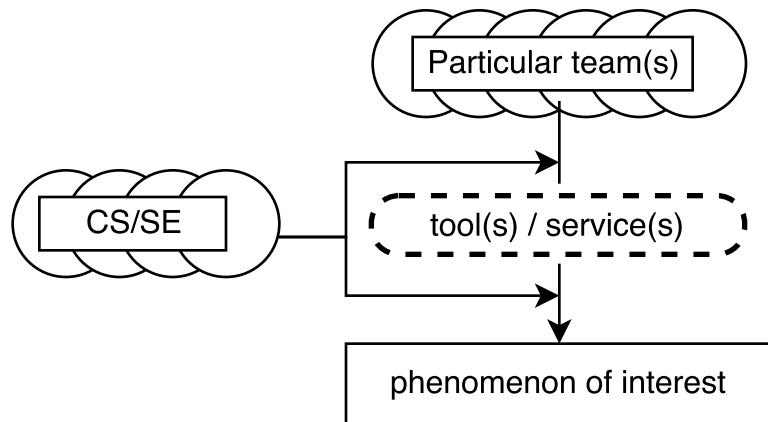 Particular team(s)
CS/SE
tool(s) / service(s)
phenomenon of interest